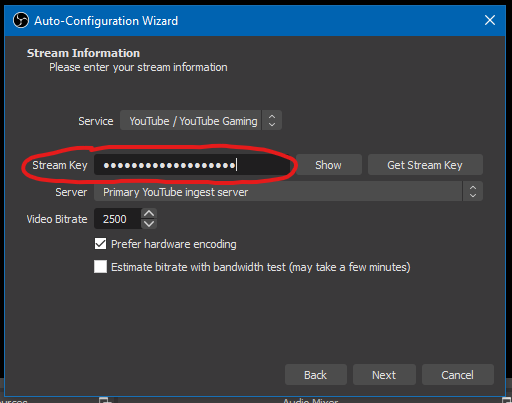 Auto-Configuration Wizard
Stream Information
Please enter your stream information
Service YouTube / YouTube Gaming
Stream Key ●●●●●●●●●●●●●●●●●●● Show Get Stream Key
Server Primary YouTube ingest server
Video Bitrate 2500
Prefer hardware encoding
Estimate bitrate with bandwidth test (may take a few minutes)
Back Next Cancel
Audio Mixer